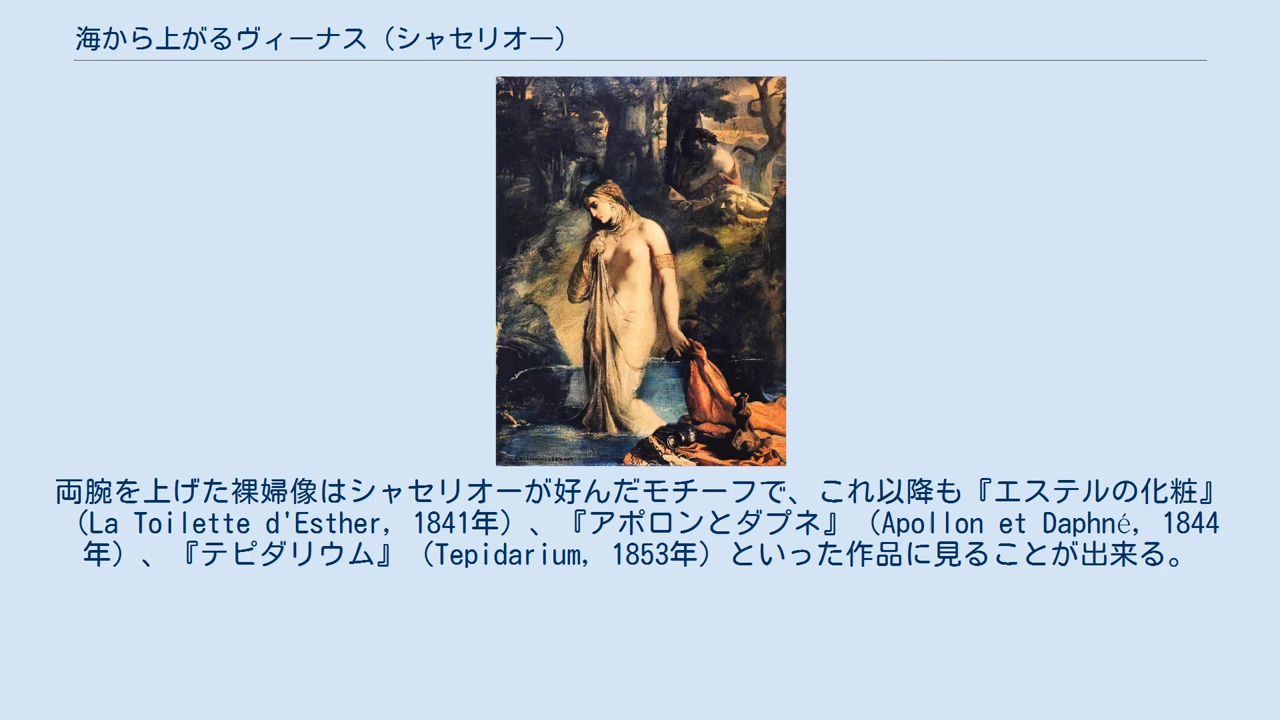 海から上がるヴィーナス（シャセリオー）
両腕を上げた裸婦像はシャセリオーが好んだモチーフで、これ以降も『エステルの化粧』
（La Toilette d'Esther, 1841年）、『アポロンとダプネ』（Apollon et Daphné, 1844
年）、『テピダリウム』（Tepidarium, 1853年）といった作品に見ることが出来る。